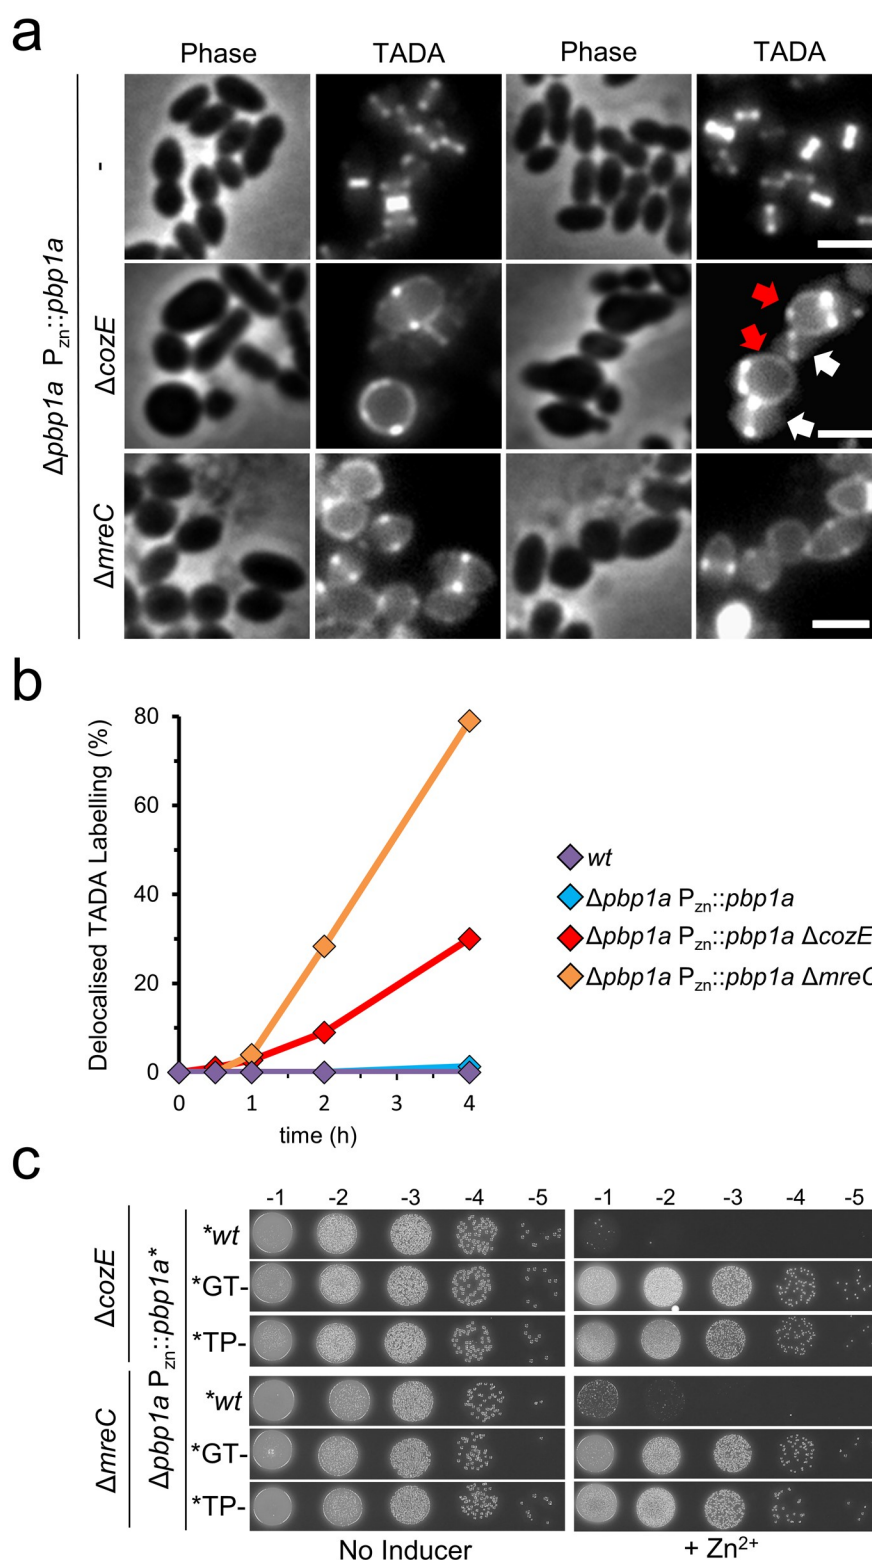 a
Phase TADA Phase TADA
Δpbp1a Pzn::pbp1a
-
ΔcozE
ΔmreC
b
Delocalised TADA Labelling (%)
80
60
40
20
0
0 1 2 3 4
time (h)
wt
Δpbp1a Pzn::pbp1a
Δpbp1a Pzn::pbp1a ΔcozE
Δpbp1a Pzn::pbp1a ΔmreC
c
-1 -2 -3 -4 -5 -1 -2 -3 -4 -5
ΔcozE
ΔmreC
Δpbp1a Pzn::pbp1a*
*wt
*GT-
*TP-
*wt
*GT-
*TP-
No Inducer + Zn2+